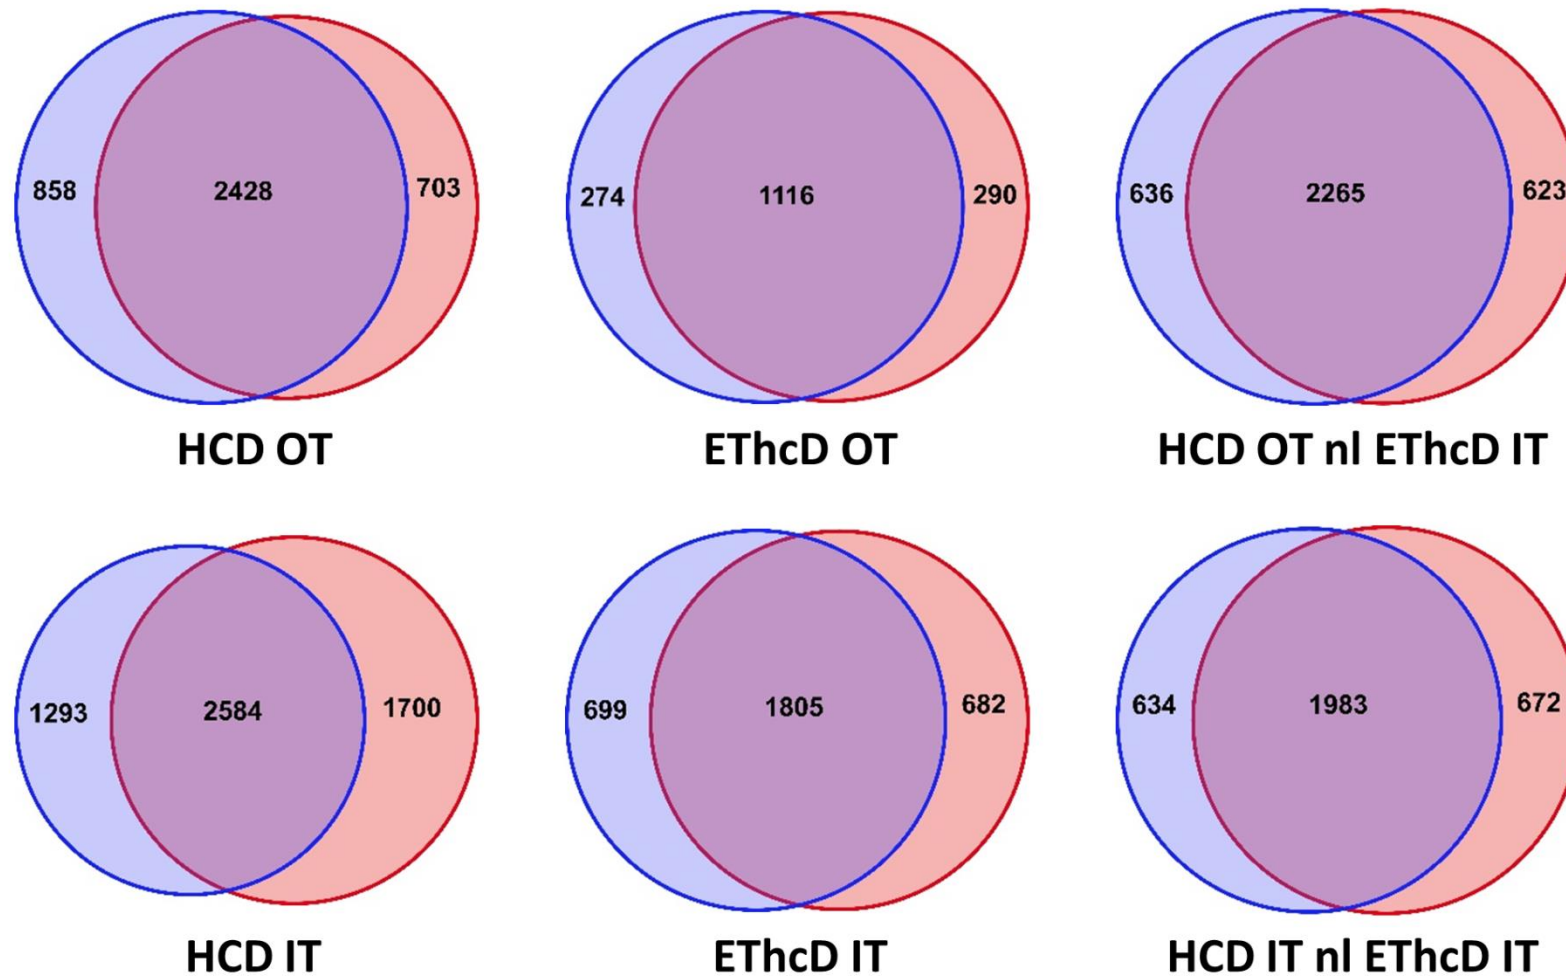 858 2428 703
274 1116 290
636 2265 623
HCD OT
EThcD OT
HCD OT nl EThcD IT
1293 2584 1700
699 1805 682
634 1983 672
HCD IT
EThcD IT
HCD IT nl EThcD IT